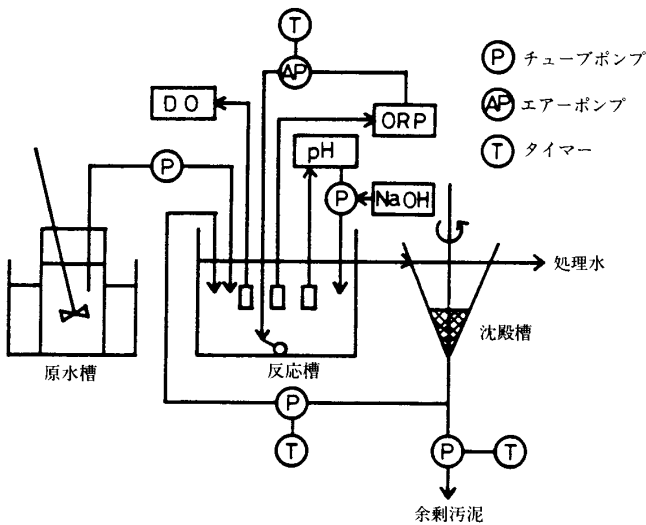 T
AP
P チューブポンプ
AP エアーポンプ
T タイマー
DO
ORP
pH
P
P
NaOH
処理水
沈殿槽
原水槽
反応槽
P
T
P
T
余剰汚泥